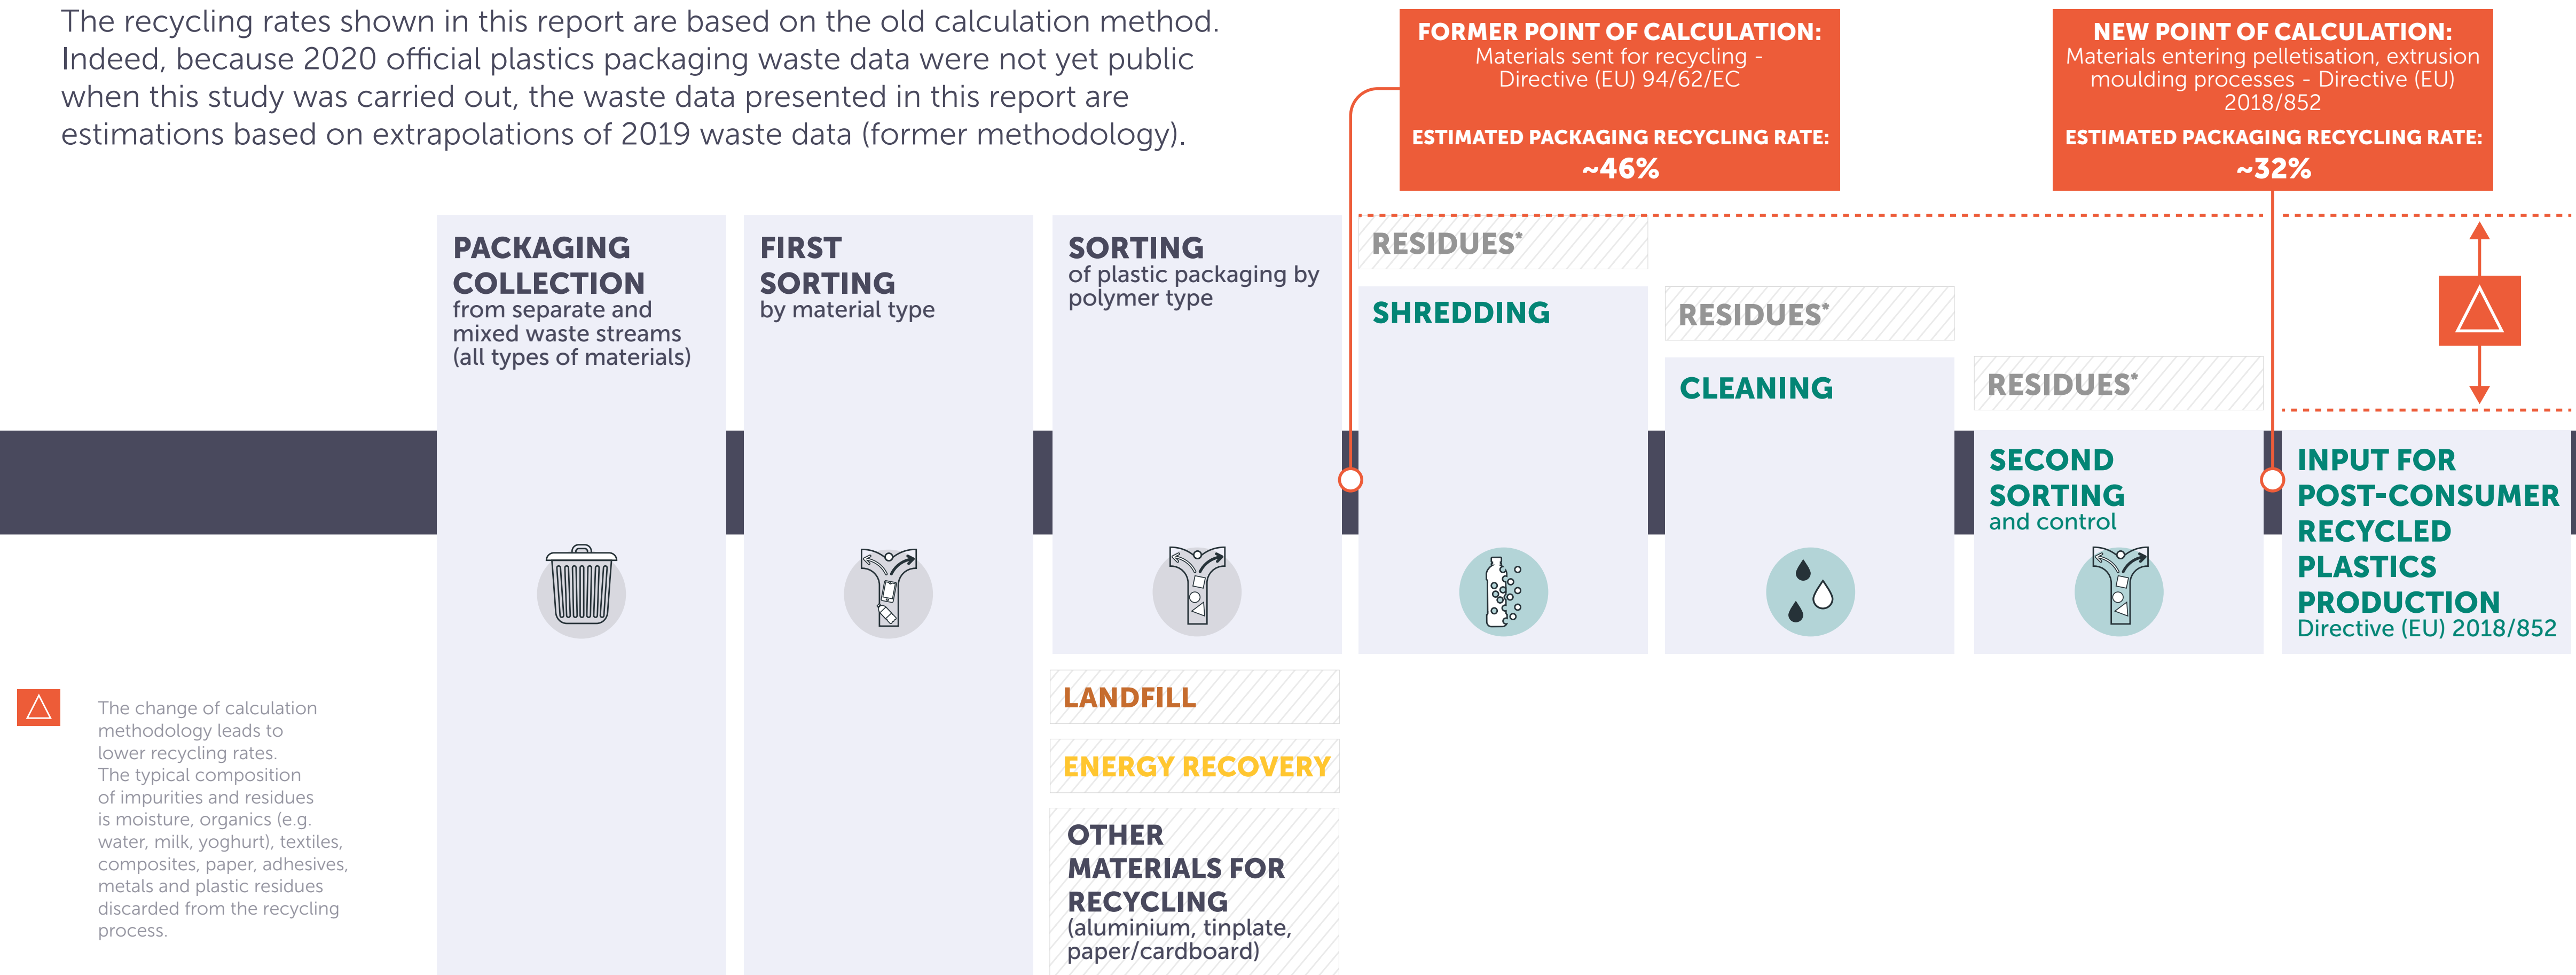 The recycling rates shown in this report are based on the old calculation method.
Indeed, because 2020 official plastics packaging waste data were not yet public
when this study was carried out, the waste data presented in this report are
estimations based on extrapolations of 2019 waste data (former methodology).
FORMER POINT OF CALCULATION:
Materials sent for recycling -
Directive (EU) 94/62/EC
ESTIMATED PACKAGING RECYCLING RATE:
~46%
NEW POINT OF CALCULATION:
Materials entering pelletisation, extrusion
moulding processes - Directive (EU)
2018/852
ESTIMATED PACKAGING RECYCLING RATE:
~32%
PACKAGING
COLLECTION
from separate and
mixed waste streams
(all types of materials)
FIRST
SORTING
by material type
SORTING
of plastic packaging by
polymer type
RESIDUES*
SHREDDING
RESIDUES*
CLEANING
RESIDUES*
SECOND
SORTING
and control
INPUT FOR
POST-CONSUMER
RECYCLED
PLASTICS
PRODUCTION
Directive (EU) 2018/852
LANDFILL
ENERGY RECOVERY
OTHER
MATERIALS FOR
RECYCLING
(aluminium, tinplate,
paper/cardboard)
The change of calculation
methodology leads to
lower recycling rates.
The typical composition
of impurities and residues
is moisture, organics (e.g.
water, milk, yoghurt), textiles,
composites, paper, adhesives,
metals and plastic residues
discarded from the recycling
process.